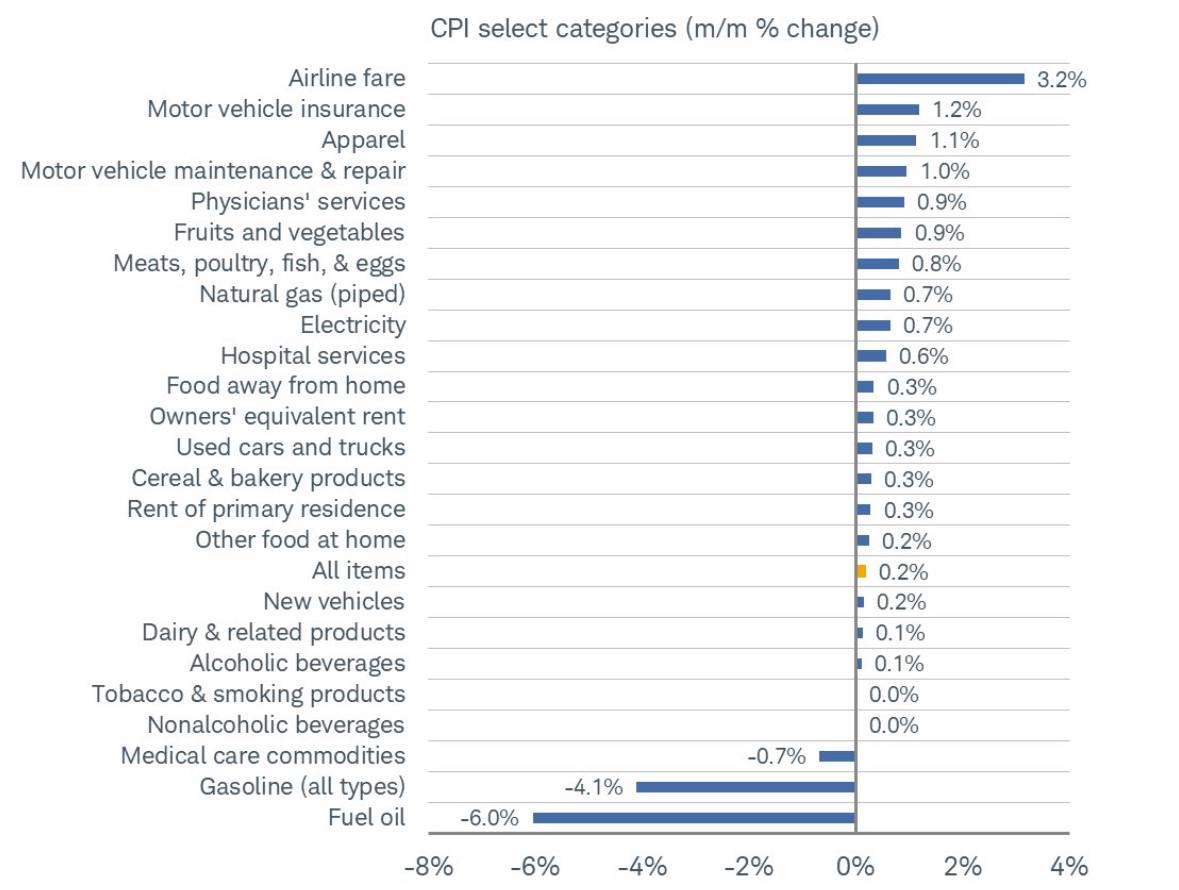 CPI select categories (m/m % change)
Airline fare 3.2%
Motor vehicle insurance 1.2%
Apparel 1.1%
Motor vehicle maintenance & repair 1.0%
Physicians' services 0.9%
Fruits and vegetables 0.9%
Meats, poultry, fish, & eggs 0.8%
Natural gas (piped) 0.7%
Electricity 0.7%
Hospital services 0.6%
Food away from home 0.3%
Owners' equivalent rent 0.3%
Used cars and trucks 0.3%
Cereal & bakery products 0.3%
Rent of primary residence 0.3%
Other food at home 0.2%
All items 0.2%
New vehicles 0.2%
Dairy & related products 0.1%
Alcoholic beverages 0.1%
Tobacco & smoking products 0.0%
Nonalcoholic beverages 0.0%
Medical care commodities -0.7%
Gasoline (all types) -4.1%
Fuel oil -6.0%
-8% -6% -4% -2% 0% 2% 4%